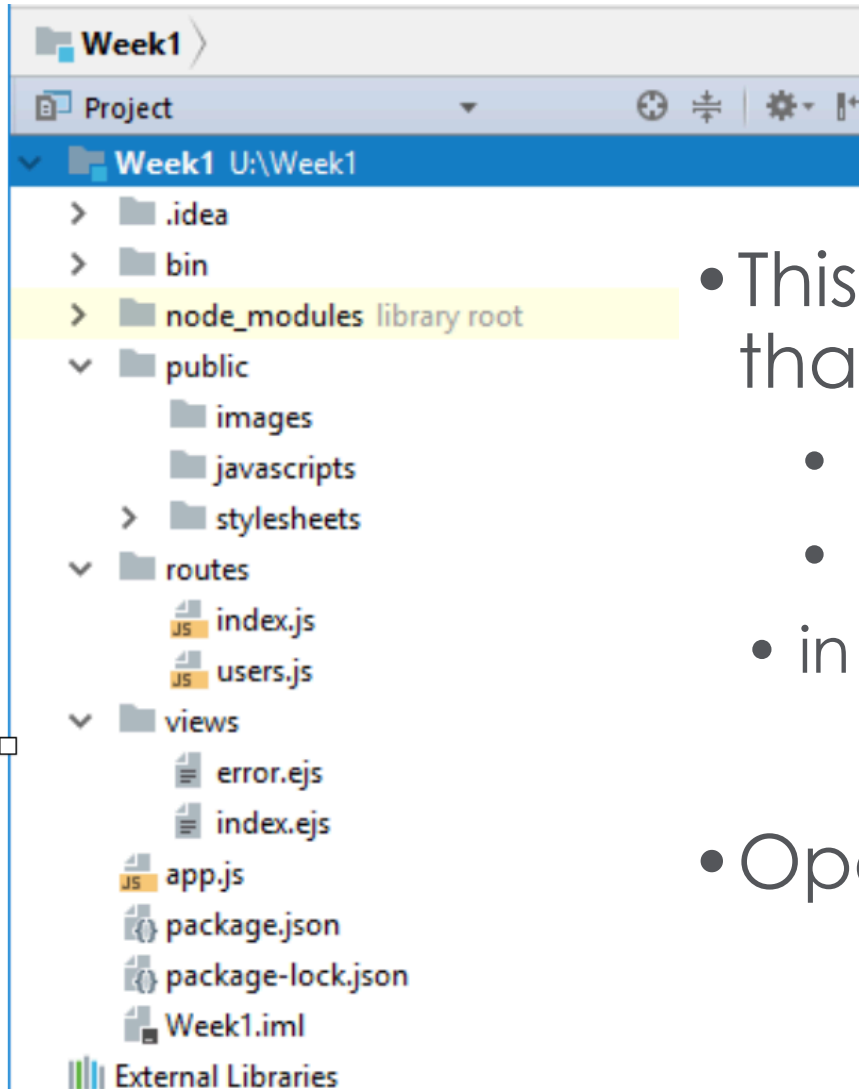 Week1
Project
Week1 U:\Week1
.idea
bin
node_modules library root
public
images
javascripts
stylesheets
routes
index.js
users.js
views
error.ejs
index.ejs
app.js
package.json
package-lock.json
Week1.iml
External Libraries
• This
tha
•
•
• in
• Ope